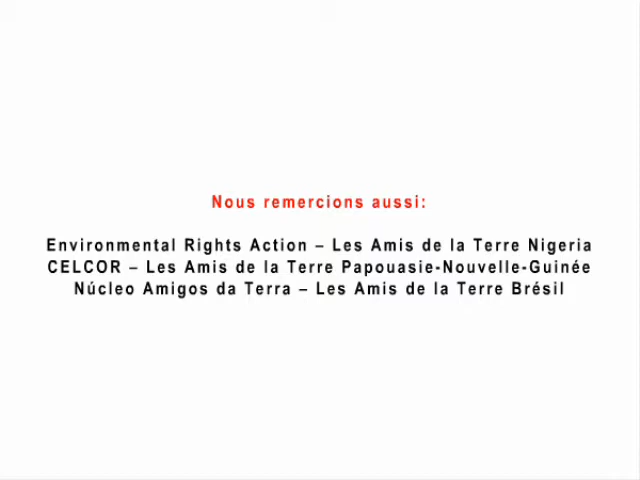 Nous remercions aussi:
Environmental Rights Action – Les Amis de la Terre Nigeria
CELCOR – Les Amis de la Terre Papouasie-Nouvelle-Guinée
Núcleo Amigos da Terra – Les Amis de la Terre Brésil